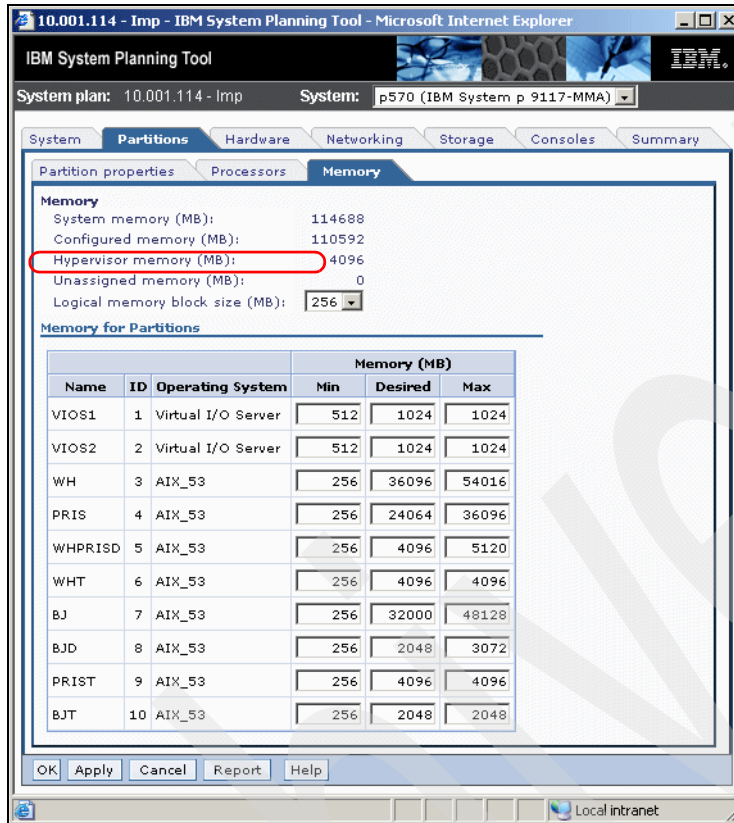 10.001.114 - Imp - IBM System Planning Tool - Microsoft Internet Explorer
IBM System Planning Tool IBM.
System plan: 10.001.114 - Imp System: p570 (IBM System p 9117-MMA)
System Partitions Hardware Networking Storage Consoles Summary
Partition properties Processors Memory
Memory
System memory (MB): 114688
Configured memory (MB): 110592
Hypervisor memory (MB): 4096
Unassigned memory (MB): 0
Logical memory block size (MB): 256
Memory for Partitions
Memory (MB)
Name ID Operating System Min Desired Max
VIOS1 1 Virtual I/O Server 512 1024 1024
VIOS2 2 Virtual I/O Server 512 1024 1024
WH 3 AIX_53 256 36096 54016
PRIS 4 AIX_53 256 24064 36096
WHPRISD 5 AIX_53 256 4096 5120
WHT 6 AIX_53 256 4096 4096
BJ 7 AIX_53 256 32000 48128
BJD 8 AIX_53 256 2048 3072
PRIST 9 AIX_53 256 4096 4096
BJT 10 AIX_53 256 2048 2048
OK Apply Cancel Report Help
Local intranet